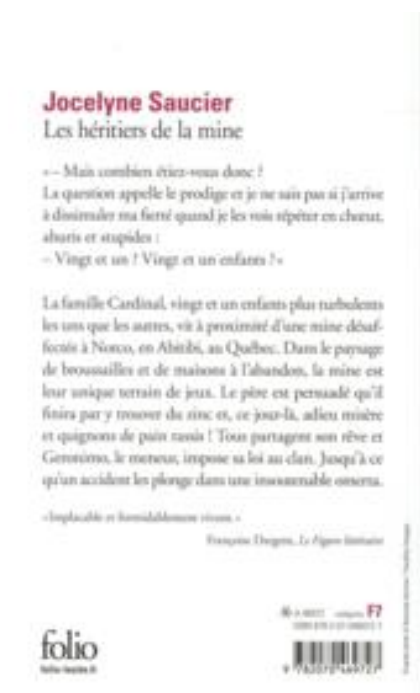 Jocelyne Saucier
Les héritiers de la mine
« – Mais combien étiez-vous donc ?
La question appelle le prodige et je ne sais pas si j'arrive
à dissimuler ma fierté quand je les vois répéter en chœur,
ahuris et stupides :
– Vingt et un ? Vingt et un enfants ? »
La famille Cardinal, vingt et un enfants plus turbulents
les uns que les autres, vit à proximité d'une mine désaf-
fectée à Norco, en Abitibi, au Québec. Dans le paysage
de broussailles et de maisons à l'abandon, la mine est
leur unique terrain de jeux. Le père est persuadé qu'il
finira par y trouver du zinc et, ce jour-là, adieu misère
et quignons de pain rassis ! Tous partagent son rêve et
Geronimo, le meneur, impose sa loi au clan. Jusqu'à ce
qu'un accident les plonge dans une insoutenable omerta.
« Implacable et formidablement vivant. »
Françoise Dargent, Le Figaro littéraire
catégorie F7
folio
folio-lesite.fr
9 782070 469727